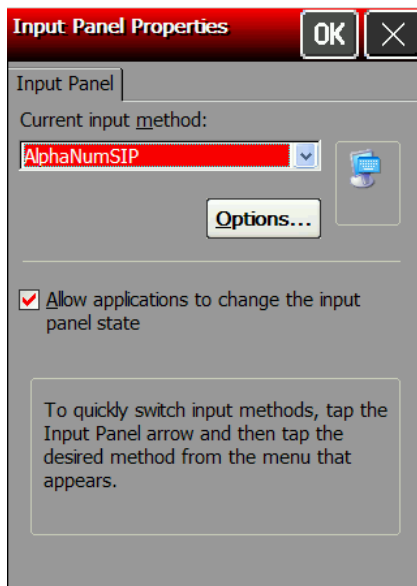 Input Panel Properties
OK
Input Panel
Current input method:
AlphaNumSIP
Options...
Allow applications to change the input
panel state
To quickly switch input methods, tap the
Input Panel arrow and then tap the
desired method from the menu that
appears.